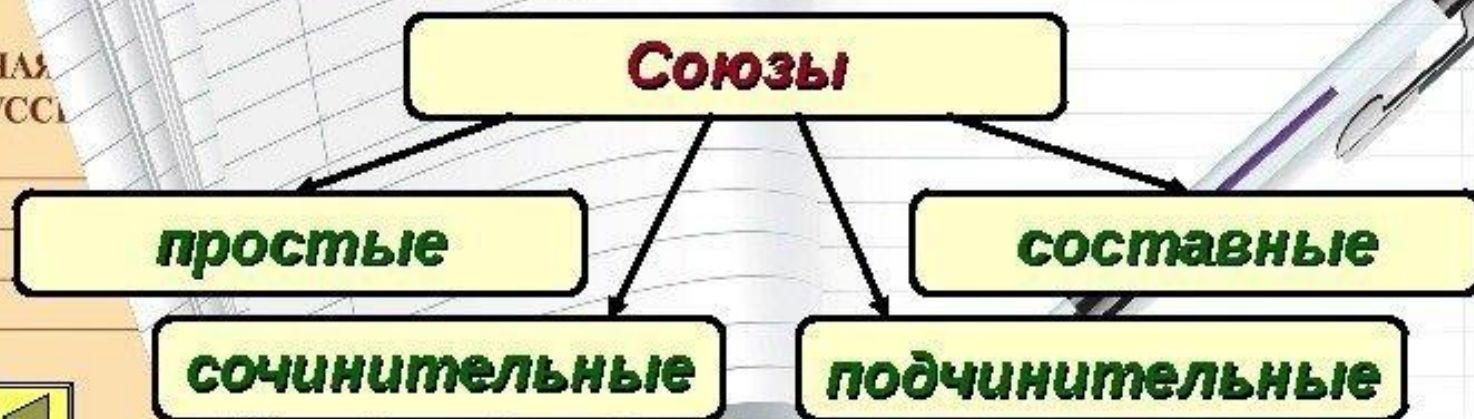 Союзы
простые
составные
сочинительные
подчинительные